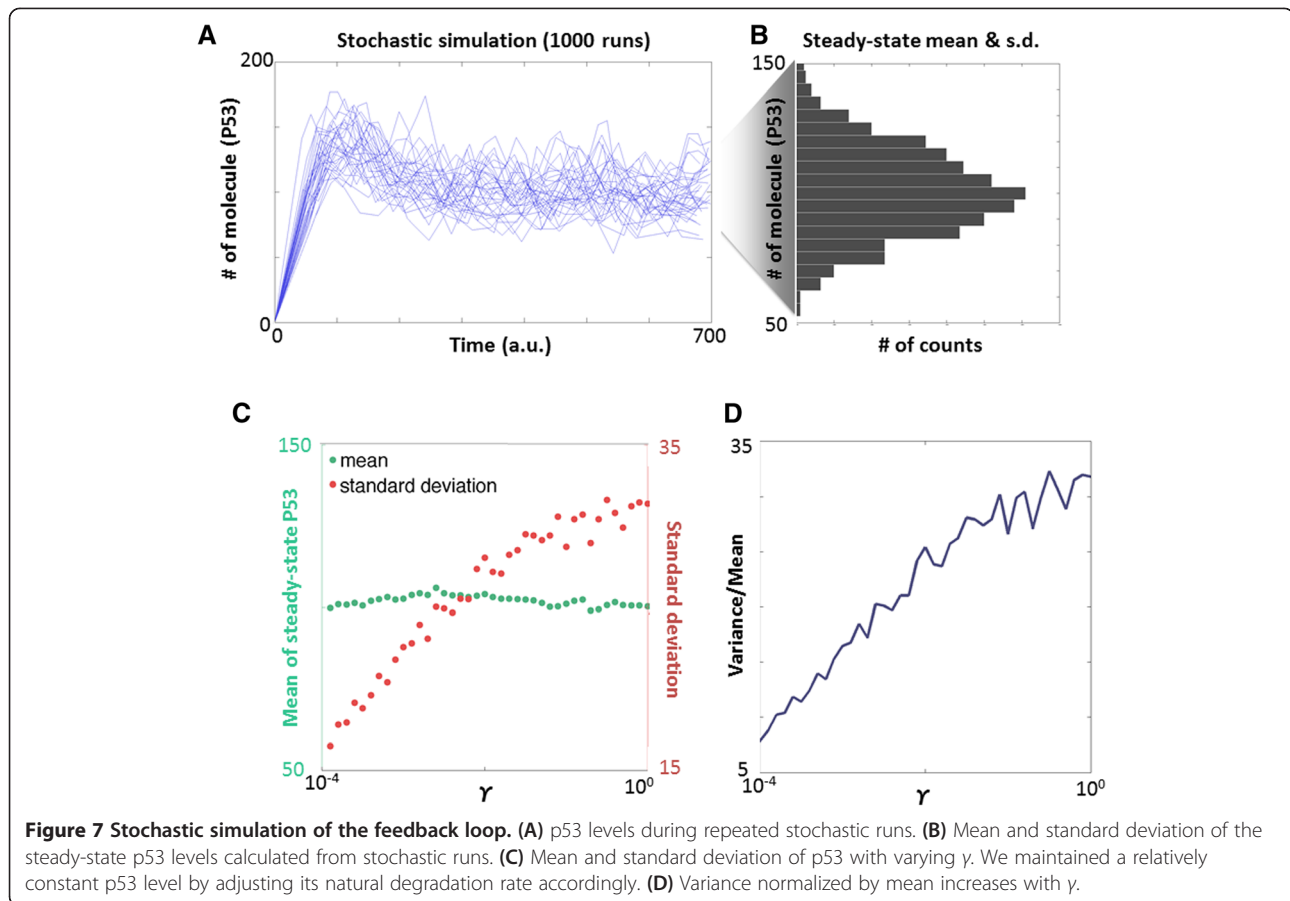 A
Stochastic simulation (1000 runs)
200
# of molecule (P53)
0
0
Time (a.u.)
700
B
Steady-state mean & s.d.
150
# of molecule (P53)
50
# of counts
C
150
Mean of steady-state P53
50
mean
standard deviation
35
Standard deviation
15
10⁻⁴
γ
10⁰
D
35
Variance/Mean
5
10⁻⁴
γ
10⁰
Figure 7 Stochastic simulation of the feedback loop. (A) p53 levels during repeated stochastic runs. (B) Mean and standard deviation of the
steady-state p53 levels calculated from stochastic runs. (C) Mean and standard deviation of p53 with varying γ. We maintained a relatively
constant p53 level by adjusting its natural degradation rate accordingly. (D) Variance normalized by mean increases with γ.